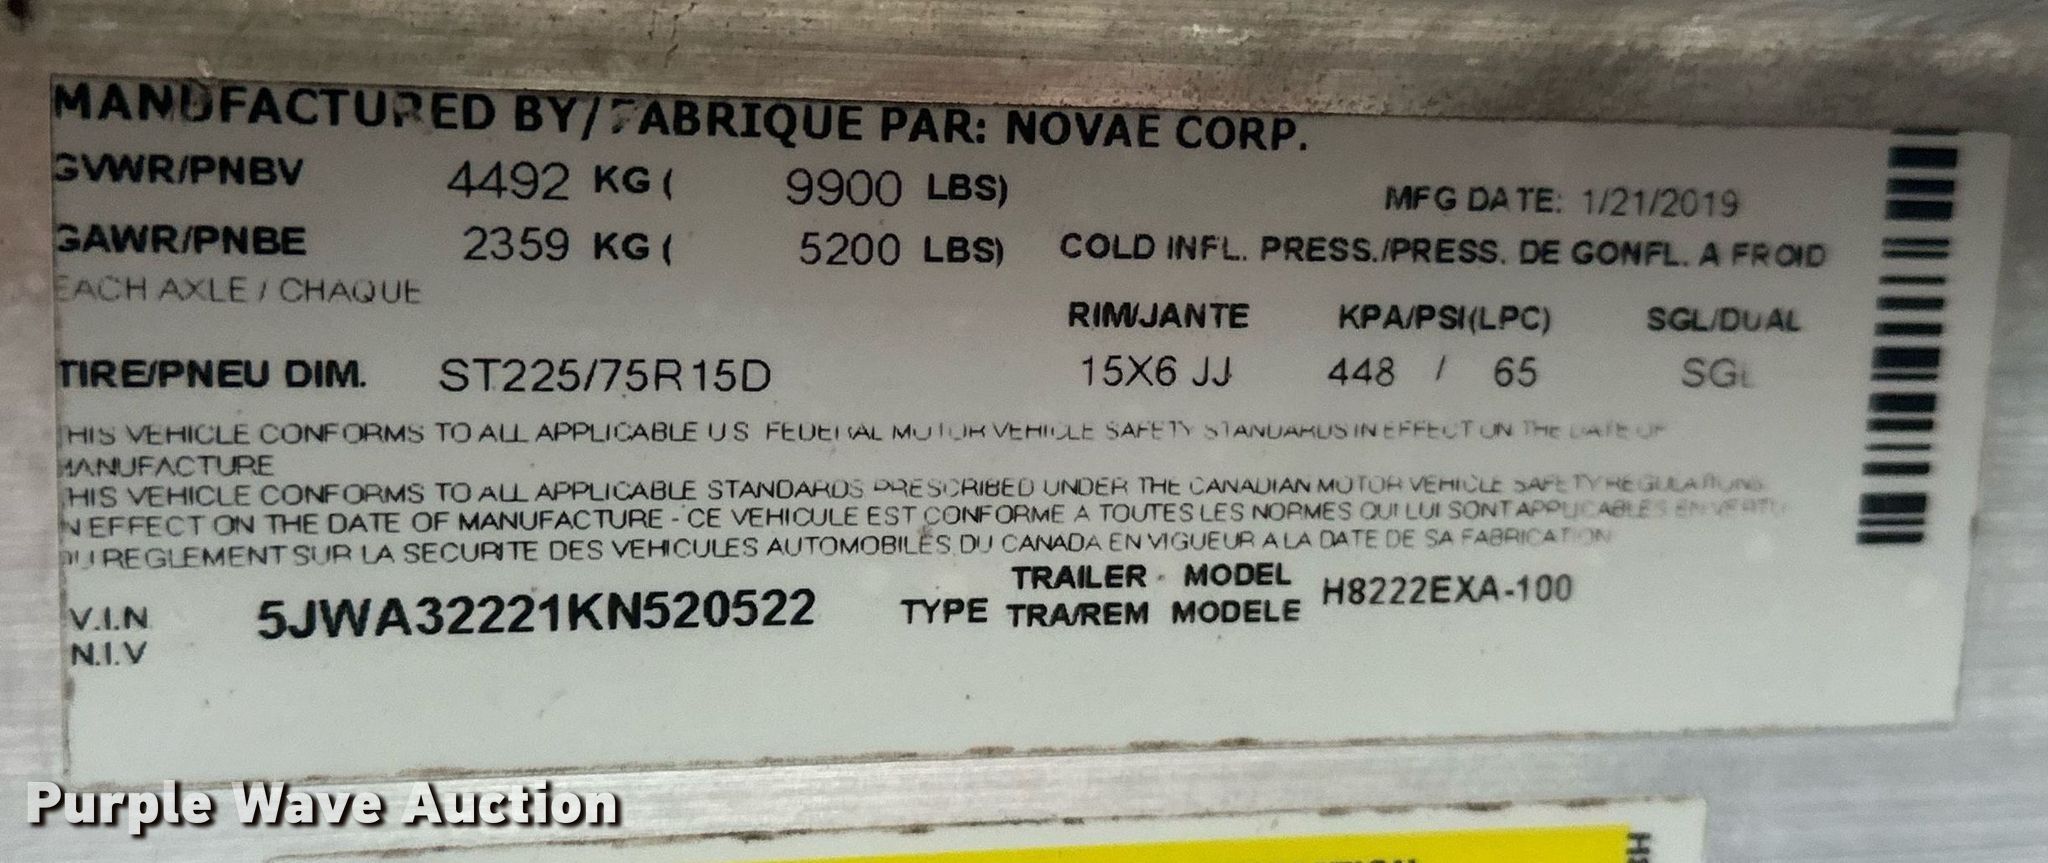 MANUFACTURED BY/FABRIQUE PAR: NOVAE CORP.
GVWR/PNBV 4492 KG ( 9900 LBS)
MFG DATE: 1/21/2019
GAWR/PNBE 2359 KG ( 5200 LBS) COLD INFL. PRESS./PRESS. DE GONFL. A FROID
EACH AXLE / CHAQUE
RIM/JANTE KPA/PSI(LPC) SGL/DUAL
TIRE/PNEU DIM. ST225/75R15D 15X6 JJ 448 / 65 SGL
THIS VEHICLE CONFORMS TO ALL APPLICABLE U.S. FEDERAL MOTOR VEHICLE SAFETY STANDARDS IN EFFECT ON THE DATE OF
MANUFACTURE
THIS VEHICLE CONFORMS TO ALL APPLICABLE STANDARDS PRESCRIBED UNDER THE CANADIAN MOTOR VEHICLE SAFETY REGULATIONS
IN EFFECT ON THE DATE OF MANUFACTURE - CE VEHICULE EST CONFORME A TOUTES LES NORMES QUI LUI SONT APPLICABLES EN VERTU
DU REGLEMENT SUR LA SECURITE DES VEHICULES AUTOMOBILES DU CANADA EN VIGUEUR A LA DATE DE SA FABRICATION
V.I.N 5JWA32221KN520522 TYPE TRAILER - MODEL H8222EXA-100
N.I.V TRA/REM MODELE
Purple Wave Auction